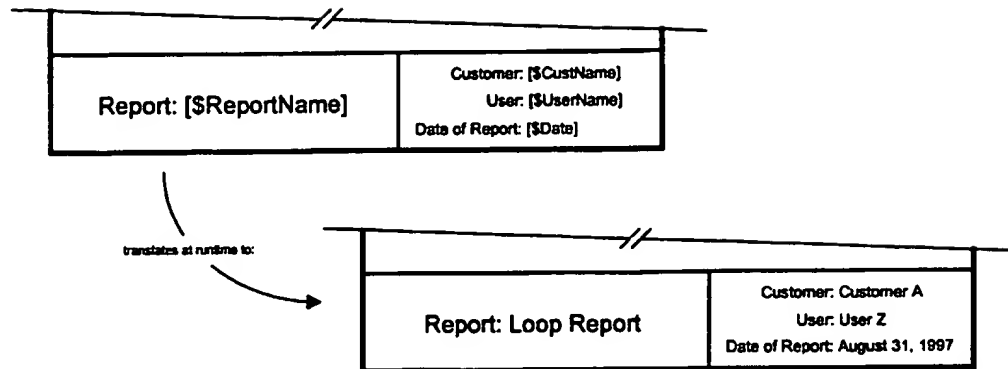 Report: [$ReportName]
Customer: [$CustName]
User: [$UserName]
Date of Report: [$Date]
translates at runtime to:
Report: Loop Report
Customer: Customer A
User: User Z
Date of Report: August 31, 1997